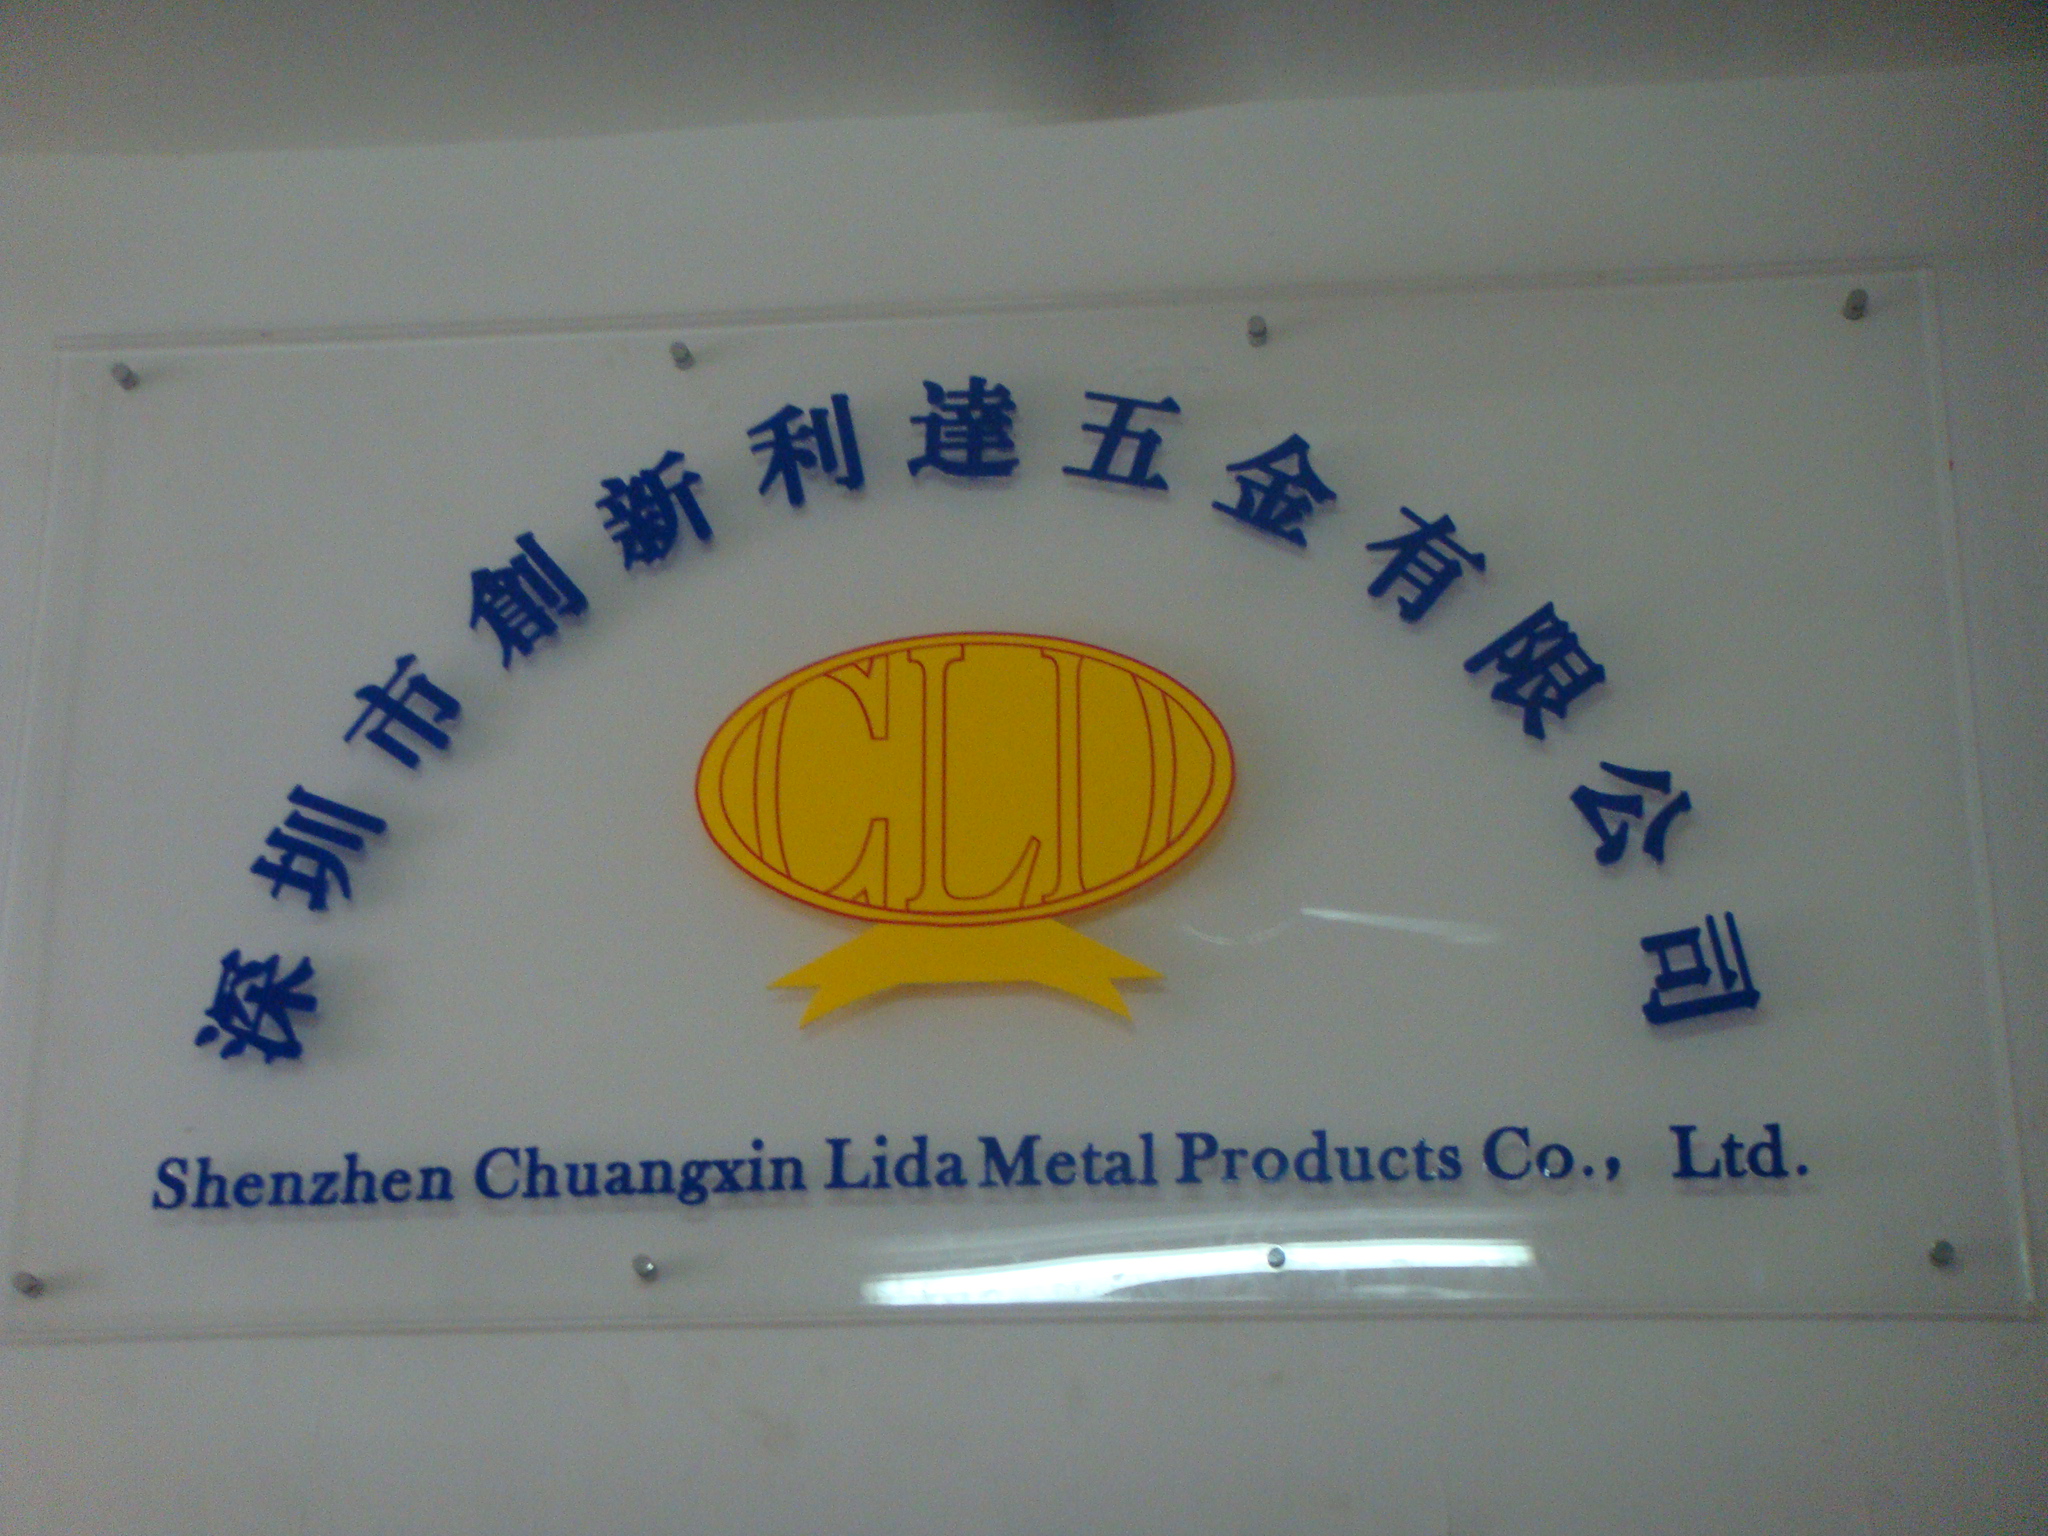 深圳市創新利達五金有限公司
CLD
Shenzhen Chuangxin Lida Metal Products Co., Ltd.